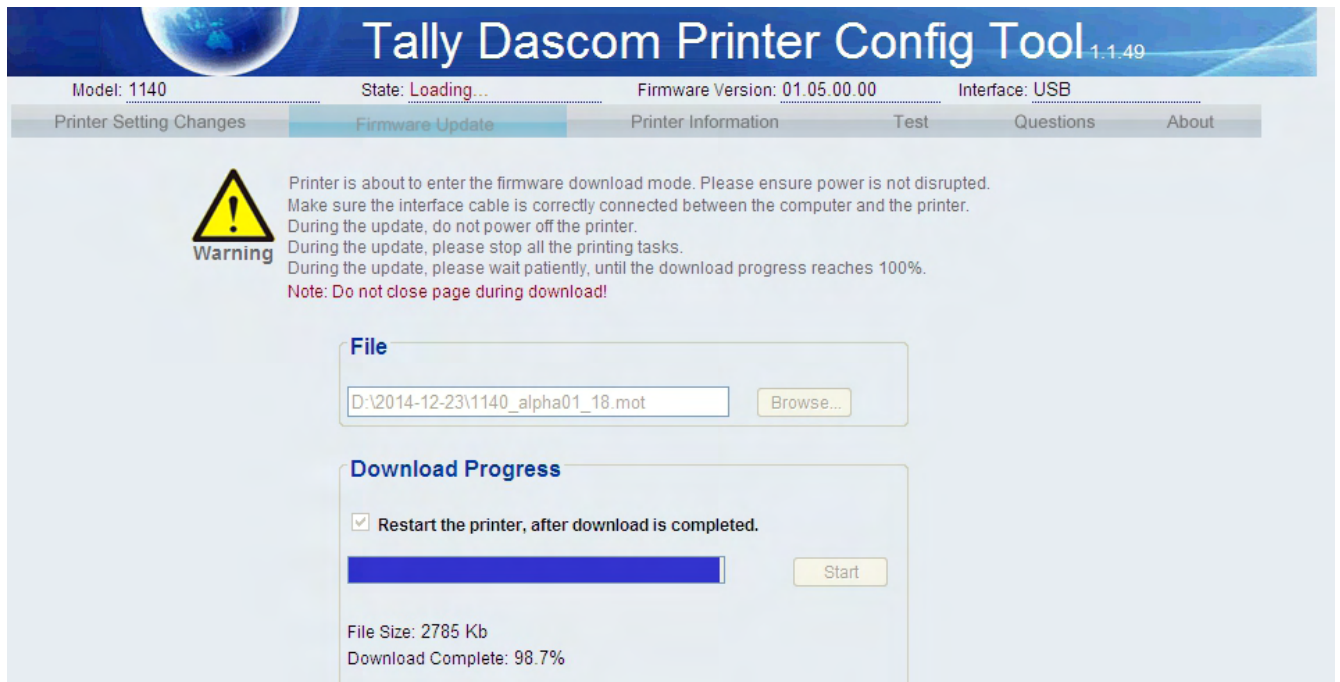 Tally Dascom Printer Config Tool 1.1.49
Model: 1140 State: Loading... Firmware Version: 01.05.00.00 Interface: USB
Printer Setting Changes Firmware Update Printer Information Test Questions About
Printer is about to enter the firmware download mode. Please ensure power is not disrupted.
Make sure the interface cable is correctly connected between the computer and the printer.
During the update, do not power off the printer.
During the update, please stop all the printing tasks.
During the update, please wait patiently, until the download progress reaches 100%.
Note: Do not close page during download!
Warning
File
D:\2014-12-23\1140_alpha01_18.mot Browse...
Download Progress
Restart the printer, after download is completed.
Start
File Size: 2785 Kb
Download Complete: 98.7%